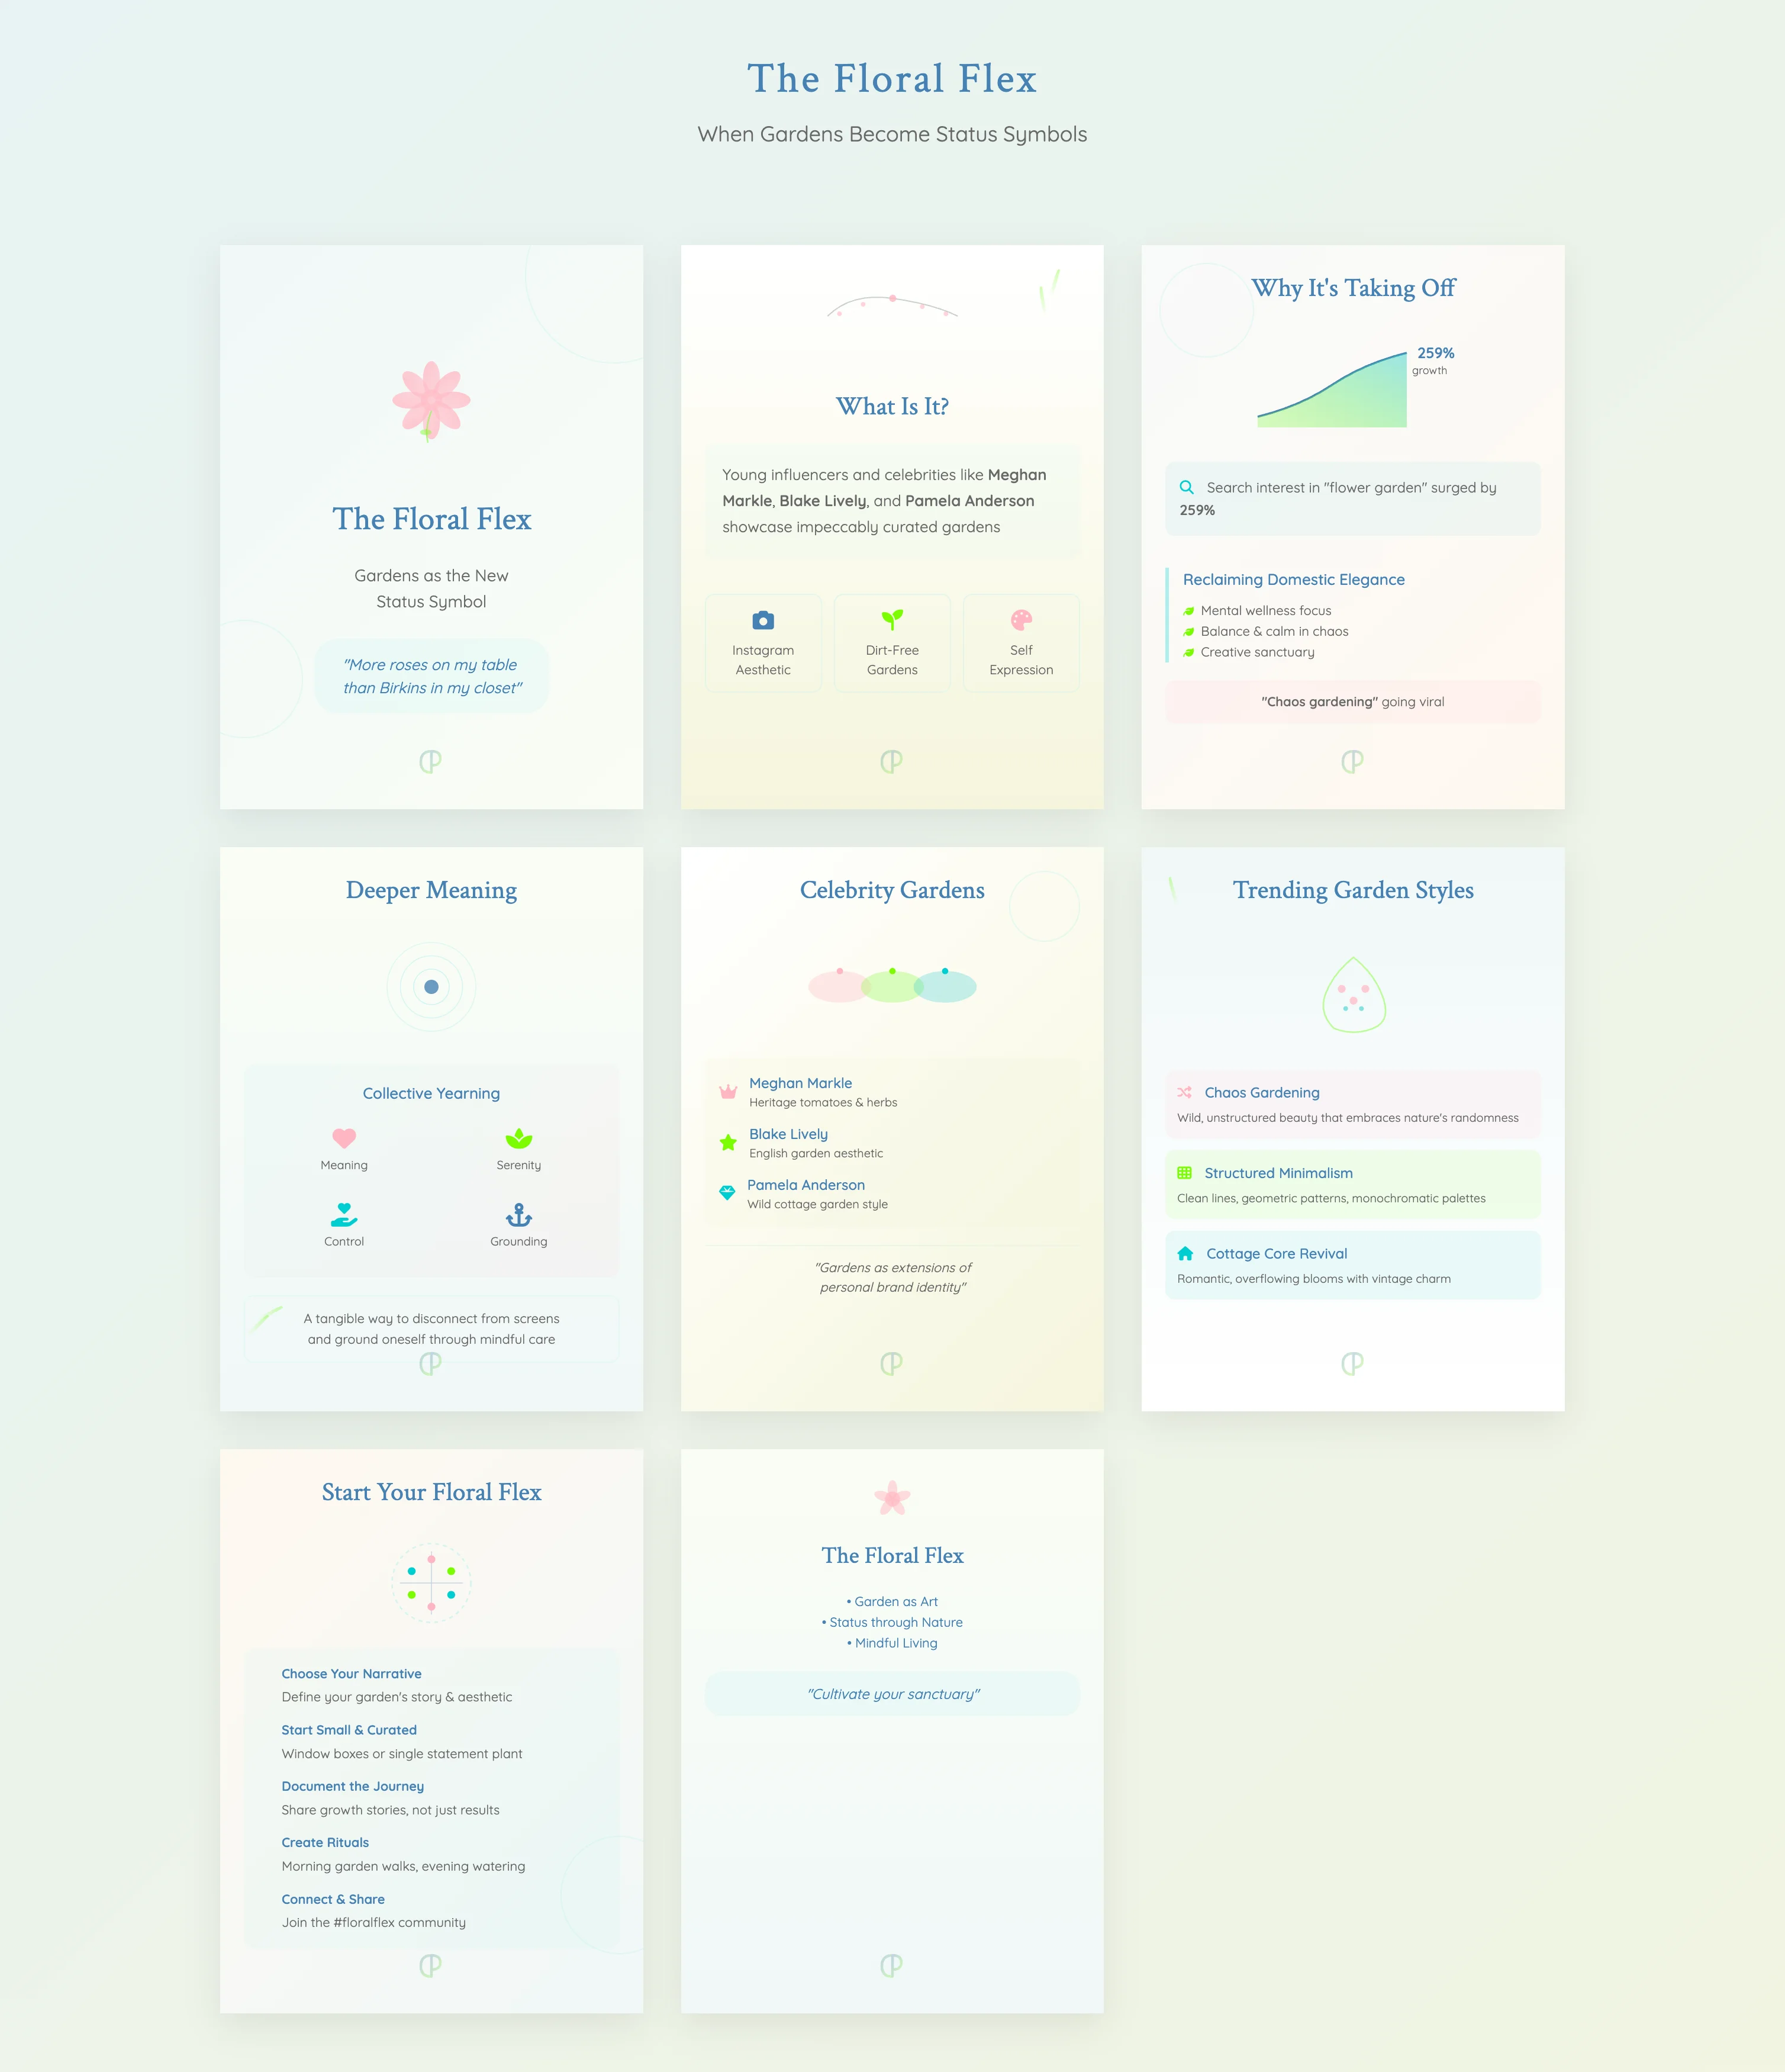 The Floral Flex
When Gardens Become Status Symbols
The Floral Flex
Gardens as the New
Status Symbol
"More roses on my table
than Birkins in my closet"
What Is It?
Young influencers and celebrities like Meghan
Markle, Blake Lively, and Pamela Anderson
showcase impeccably curated gardens
Instagram
Aesthetic
Dirt-Free
Gardens
Self
Expression
Why It's Taking Off
259%
growth
Search interest in "flower garden" surged by
259%
Reclaiming Domestic Elegance
Mental wellness focus
Balance & calm in chaos
Creative sanctuary
"Chaos gardening" going viral
Deeper Meaning
Collective Yearning
Meaning
Serenity
Control
Grounding
A tangible way to disconnect from screens
and ground oneself through mindful care
Celebrity Gardens
Meghan Markle
Heritage tomatoes & herbs
Blake Lively
English garden aesthetic
Pamela Anderson
Wild cottage garden style
"Gardens as extensions of
personal brand identity"
Trending Garden Styles
Chaos Gardening
Wild, unstructured beauty that embraces nature's randomness
Structured Minimalism
Clean lines, geometric patterns, monochromatic palettes
Cottage Core Revival
Romantic, overflowing blooms with vintage charm
Start Your Floral Flex
Choose Your Narrative
Define your garden's story & aesthetic
Start Small & Curated
Window boxes or single statement plant
Document the Journey
Share growth stories, not just results
Create Rituals
Morning garden walks, evening watering
Connect & Share
Join the #floralflex community
The Floral Flex
• Garden as Art
• Status through Nature
• Mindful Living
"Cultivate your sanctuary"